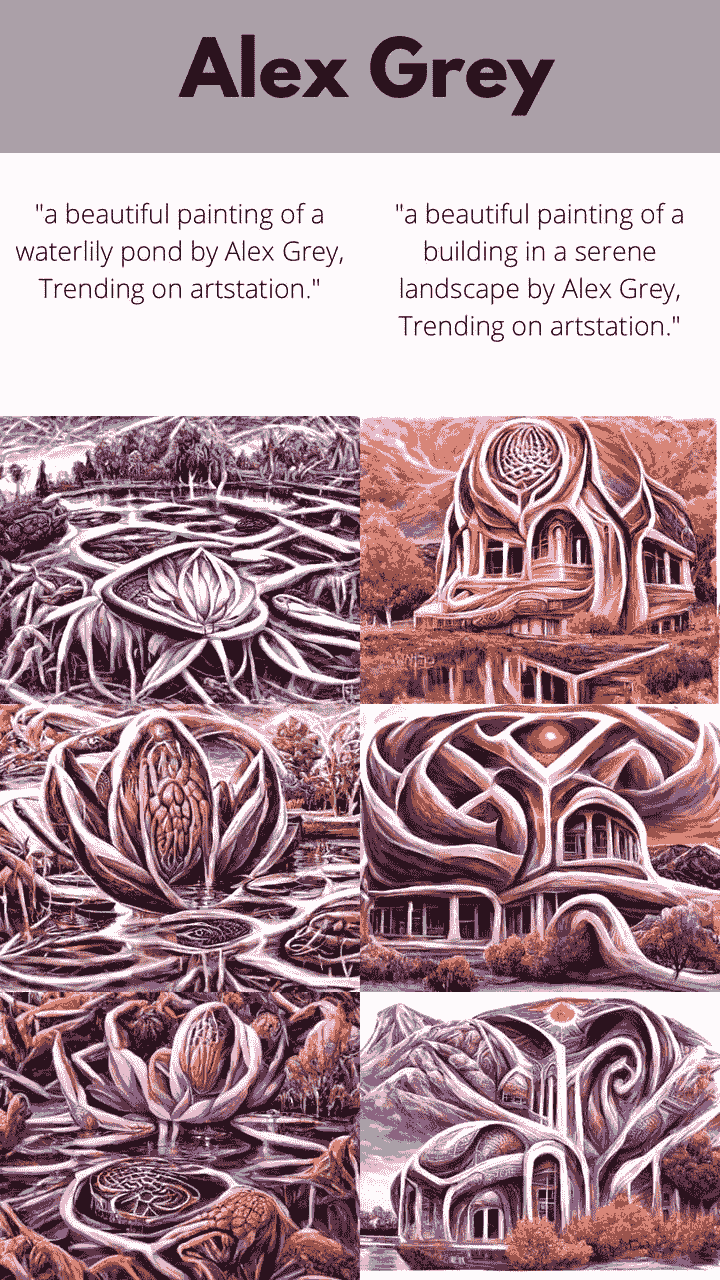 Alex Grey
"a beautiful painting of a
waterlily pond by Alex Grey,
Trending on artstation."
"a beautiful painting of a
building in a serene
landscape by Alex Grey,
Trending on artstation."